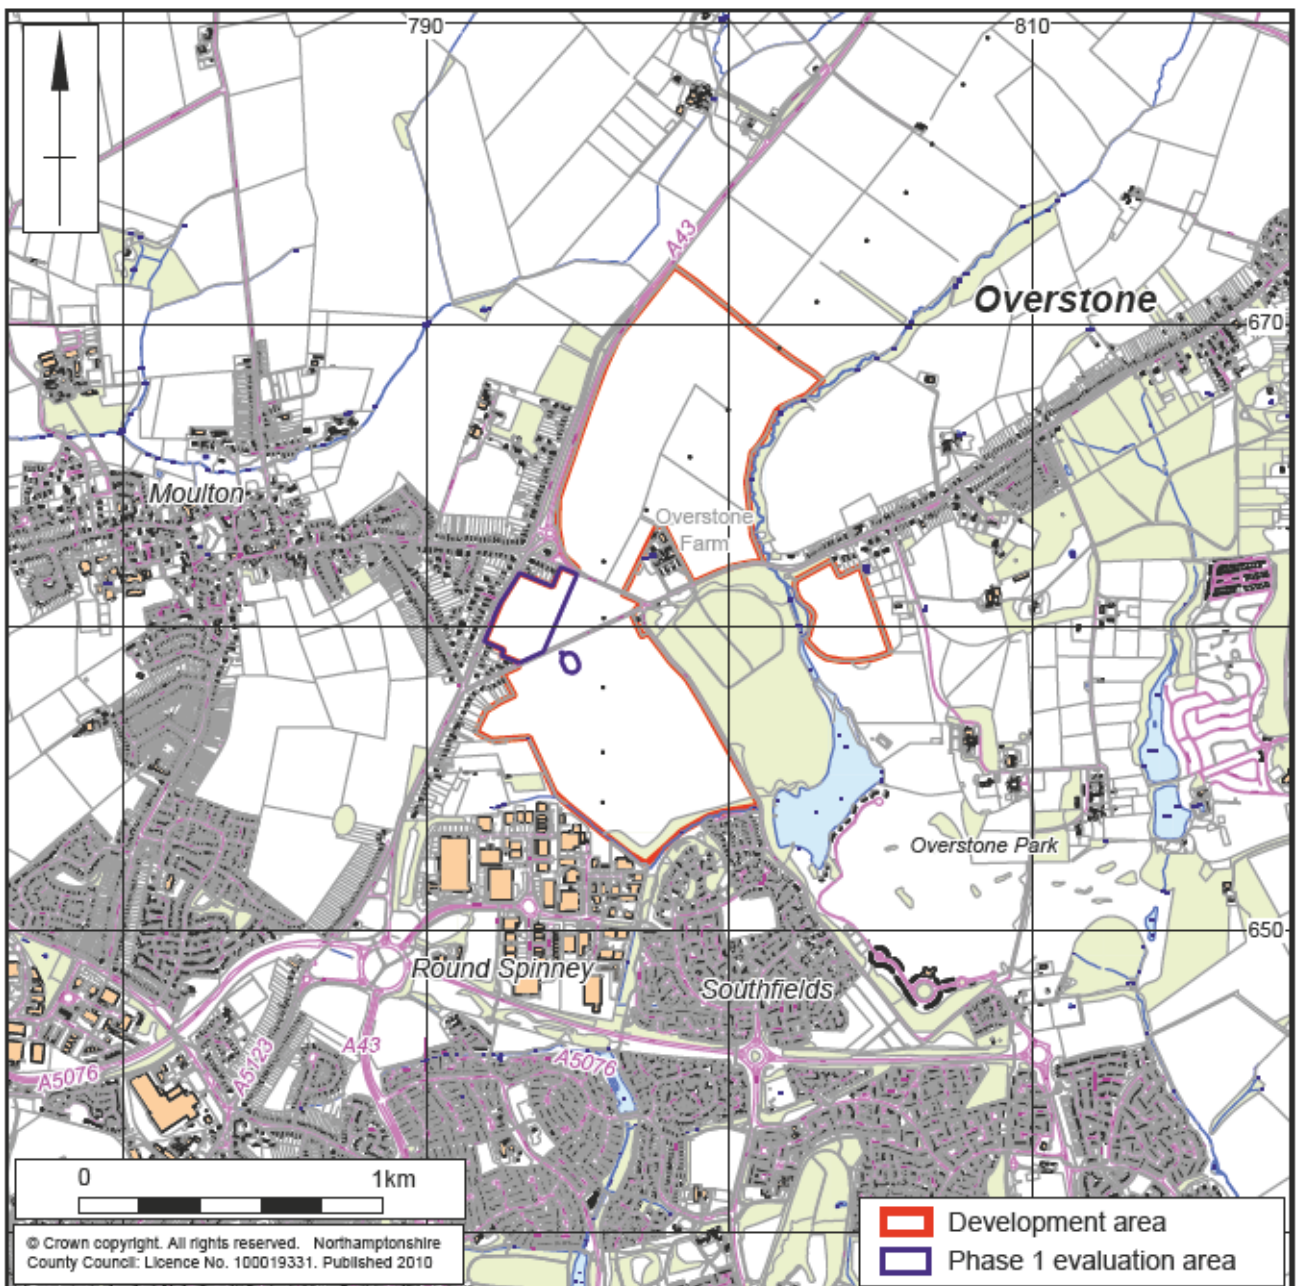 790
810
A43
Overstone
670
Moulton
Overstone
Farm
Overstone Park
650
Round Spinney
Southfields
A5076
A5123
A43
A5076
0 1km
© Crown copyright. All rights reserved. Northamptonshire
County Council: Licence No. 100019331. Published 2010
Development area
Phase 1 evaluation area